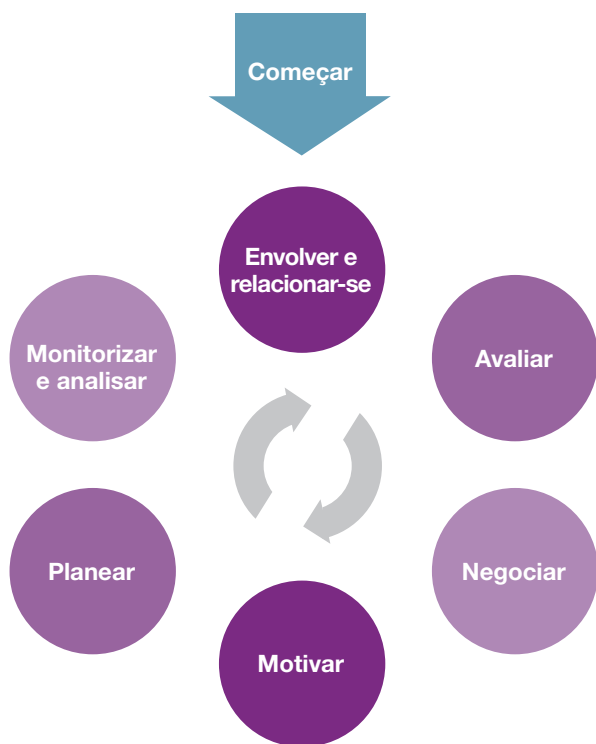 Começar
Envolver e
relacionar-se
Avaliar
Negociar
Motivar
Planear
Monitorizar
e analisar